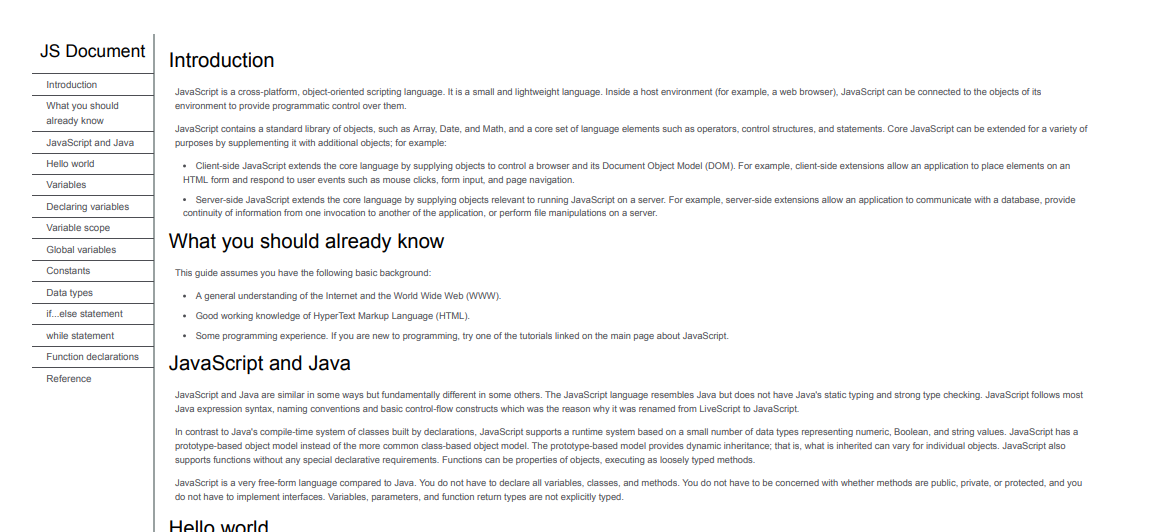 JS Document
Introduction
What you should
already know
JavaScript and Java
Hello world
Variables
Declaring variables
Variable scope
Global variables
Constants
Data types
if...else statement
while statement
Function declarations
Reference
Introduction
JavaScript is a cross-platform, object-oriented scripting language. It is a small and lightweight language. Inside a host environment (for example, a web browser), JavaScript can be connected to the objects of its
environment to provide programmatic control over them.
JavaScript contains a standard library of objects, such as Array, Date, and Math, and a core set of language elements such as operators, control structures, and statements. Core JavaScript can be extended for a variety of
purposes by supplementing it with additional objects; for example:
• Client-side JavaScript extends the core language by supplying objects to control a browser and its Document Object Model (DOM). For example, client-side extensions allow an application to place elements on an
HTML form and respond to user events such as mouse clicks, form input, and page navigation.
• Server-side JavaScript extends the core language by supplying objects relevant to running JavaScript on a server. For example, server-side extensions allow an application to communicate with a database, provide
continuity of information from one invocation to another of the application, or perform file manipulations on a server.
What you should already know
This guide assumes you have the following basic background:
• A general understanding of the Internet and the World Wide Web (WWW).
• Good working knowledge of HyperText Markup Language (HTML).
• Some programming experience. If you are new to programming, try one of the tutorials linked on the main page about JavaScript.
JavaScript and Java
JavaScript and Java are similar in some ways but fundamentally different in some others. The JavaScript language resembles Java but does not have Java's static typing and strong type checking. JavaScript follows most
Java expression syntax, naming conventions and basic control-flow constructs which was the reason why it was renamed from LiveScript to JavaScript.
In contrast to Java's compile-time system of classes built by declarations, JavaScript supports a runtime system based on a small number of data types representing numeric, Boolean, and string values. JavaScript has a
prototype-based object model instead of the more common class-based object model. The prototype-based model provides dynamic inheritance; that is, what is inherited can vary for individual objects. JavaScript also
supports functions without any special declarative requirements. Functions can be properties of objects, executing as loosely typed methods.
JavaScript is a very free-form language compared to Java. You do not have to declare all variables, classes, and methods. You do not have to be concerned with whether methods are public, private, or protected, and you
do not have to implement interfaces. Variables, parameters, and function return types are not explicitly typed.
Hello world